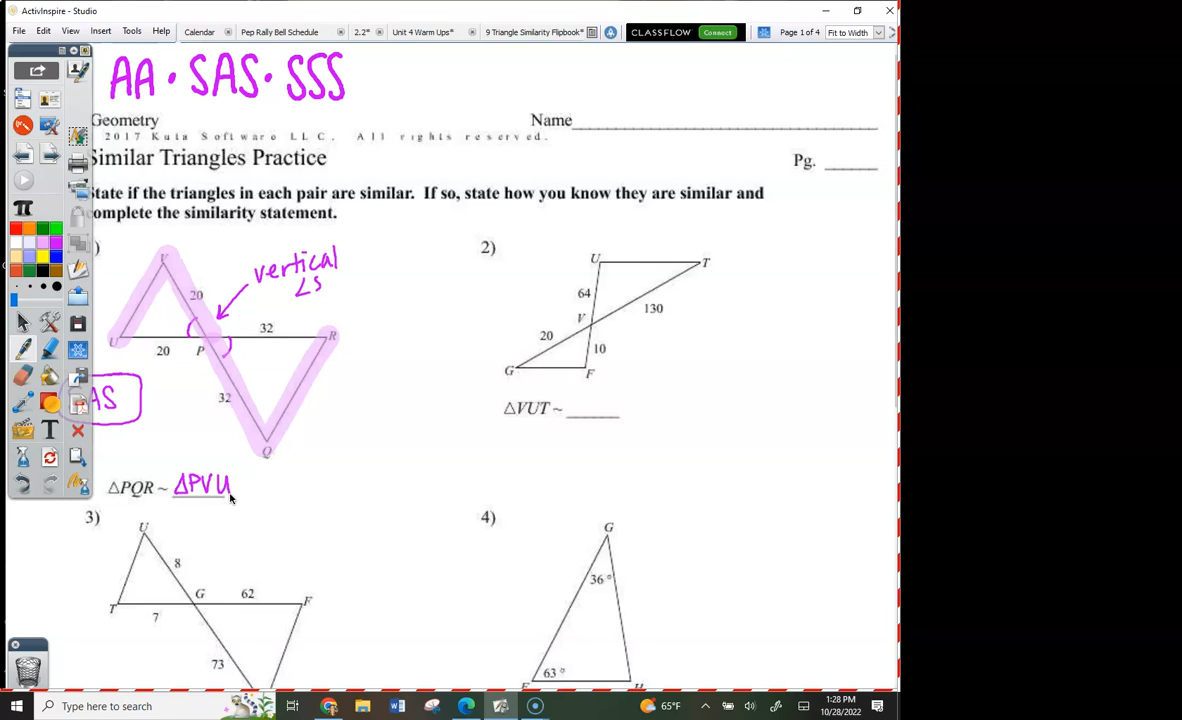 ActivInspire - Studio
File Edit View Insert Tools Help Calendar Pep Rally Bell Schedule 2.2* Unit 4 Warm Ups* 9 Triangle Similarity Flipbook* CLASSFLOW Connect Page 1 of 4 Fit to Width
AA · SAS · SSS
Geometry Name
2017 Kuta Software LLC. All rights reserved.
Similar Triangles Practice Pg.
State if the triangles in each pair are similar. If so, state how you know they are similar and
complete the similarity statement.
) 2)
V vertical U T
∠s
20 64
32 130
V
U R 20
20 P 10
G F
32
AS
△VUT ~
Q
△PQR ~ ΔPVU
3) 4)
U G
8 36 °
G 62
T F
7
73 63 °
Type here to search 65°F 1:28 PM
10/28/2022